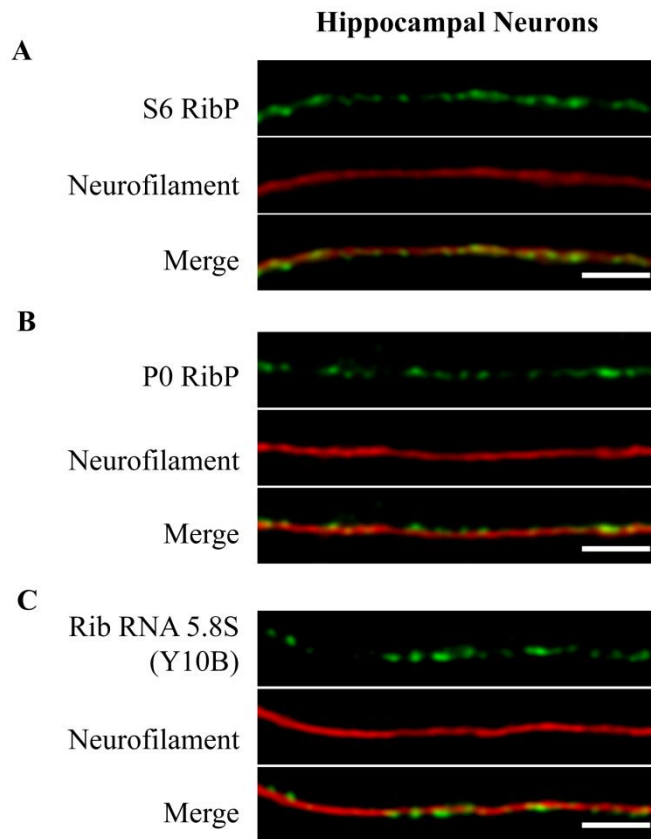 Hippocampal Neurons
A
S6 RibP
Neurofilament
Merge
B
P0 RibP
Neurofilament
Merge
C
Rib RNA 5.8S
(Y10B)
Neurofilament
Merge